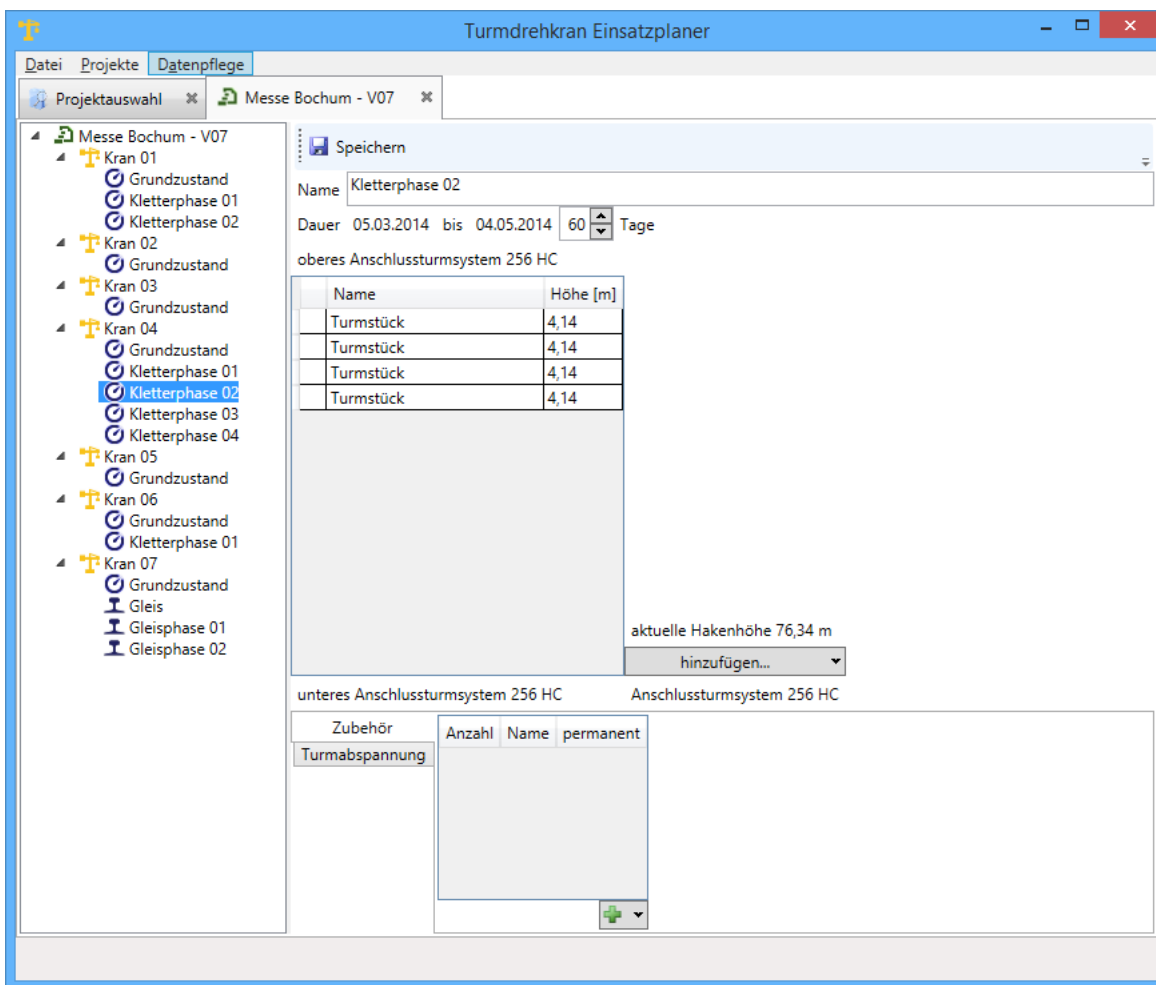 Turmdrehkran Einsatzplaner
Datei Projekte Datenpflege
Projektauswahl Messe Bochum - V07
Messe Bochum - V07
Kran 01
Grundzustand
Kletterphase 01
Kletterphase 02
Kran 02
Grundzustand
Kran 03
Grundzustand
Kran 04
Grundzustand
Kletterphase 01
Kletterphase 02
Kletterphase 03
Kletterphase 04
Kran 05
Grundzustand
Kran 06
Grundzustand
Kletterphase 01
Kran 07
Grundzustand
Gleis
Gleisphase 01
Gleisphase 02
Speichern
Name Kletterphase 02
Dauer 05.03.2014 bis 04.05.2014 60 Tage
oberes Anschlussturmsystem 256 HC
Name Höhe [m]
Turmstück 4,14
Turmstück 4,14
Turmstück 4,14
Turmstück 4,14
aktuelle Hakenhöhe 76,34 m
hinzufügen...
unteres Anschlussturmsystem 256 HC Anschlussturmsystem 256 HC
Zubehör
Turmabspannung
Anzahl Name permanent